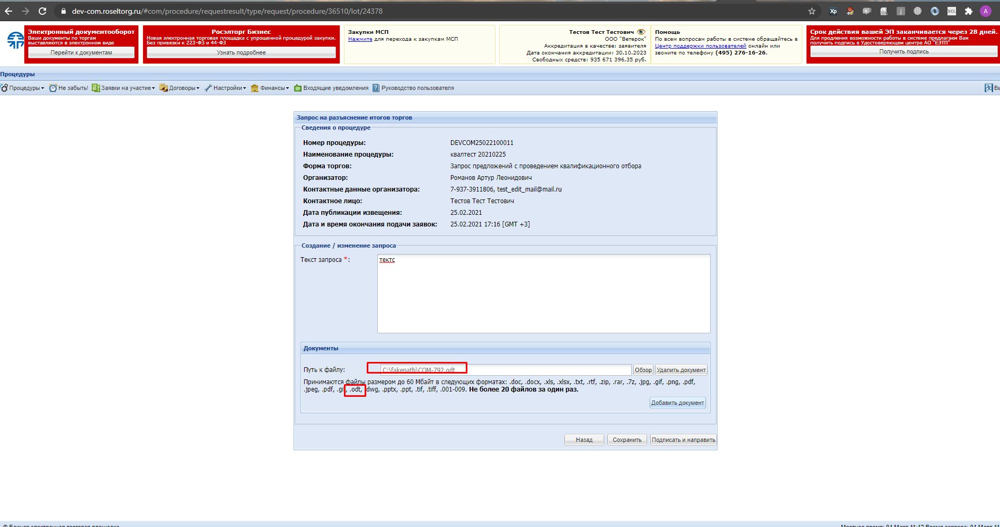 dev-com.roseltorg.ru/#com/procedure/requestresult/type/request/procedure/36510/lot/24378
Xp
j
SCL
A
Электронный документооборот
Ваши документы по торгам
выставляются в электронном виде
Перейти к документам
Росэлторг Бизнес
Новая электронная торговая площадка с упрощенной процедурой закупки.
Без привязки к 223-ФЗ и 44-ФЗ
Узнать подробнее
Закупки МСП
Нажмите для перехода к закупкам МСП
Тестов Тест Тестович
ООО "Ветерок"
Аккредитация в качестве: заявителя
Дата окончания аккредитации: 30.10.2023
Свободных средств: 935 671 396,35 руб.
Помощь
По всем вопросам работы в системе обращайтесь в
Центр поддержки пользователей онлайн или
звоните по телефону (495) 276-16-26.
Срок действия вашей ЭП заканчивается через 28 дней.
Для продления возможности работы в системе предлагаем Вам
получить подпись в Удостоверяющем центре АО "ЕЭТП"
Получить подпись
Процедуры
Процедуры Не забыть! Заявки на участие Договоры Настройки Финансы Входящие уведомления Руководство пользователя Вы
Запрос на разъяснение итогов торгов
Сведения о процедуре
Номер процедуры: DEVCOM25022100011
Наименование процедуры: квалтест 20210225
Форма торгов: Запрос предложений с проведением квалификационного отбора
Организатор: Романов Артур Леонидович
Контактные данные организатора: 7-937-3911806, test_edit_mail@mail.ru
Контактное лицо: Тестов Тест Тестович
Дата публикации извещения: 25.02.2021
Дата и время окончания подачи заявок: 25.02.2021 17:16 [GMT +3]
Создание / изменение запроса
Текст запроса *: тектс
Документы
Путь к файлу: C:\fakepath\COM-792.odt Обзор Удалить документ
Принимаются файлы размером до 60 Мбайт в следующих форматах: .doc, .docx, .xls, .xlsx, .txt, .rtf, .zip, .rar, .7z, .jpg, .gif, .png, .pdf,
.jpeg, .pdf, .gif, .odt, .dwg, .pptx, .ppt, .tif, .tiff, .001-009. Не более 20 файлов за один раз.
Добавить документ
Назад Сохранить Подписать и направить
© Единая электронная торговая площадка
Местное время: 01 Март 11:12 Время сервера: 01 Март 11